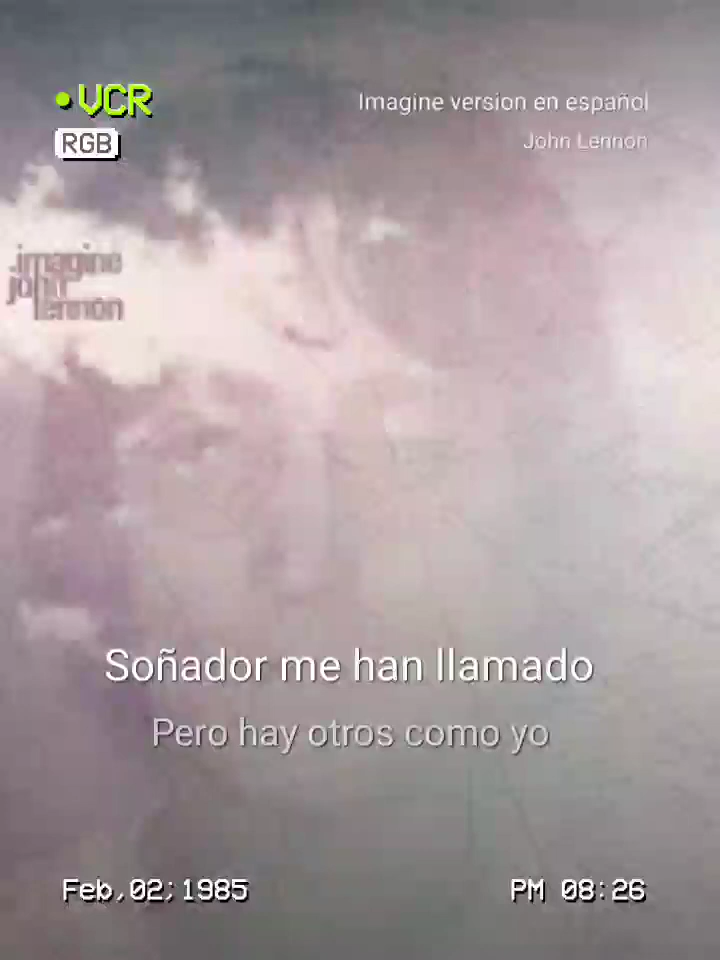 VCR
RGB
Imagine version en español
John Lennon
imagine
john
lennon
Soñador me han llamado
Pero hay otros como yo
Feb,02;1985
PM 08:26